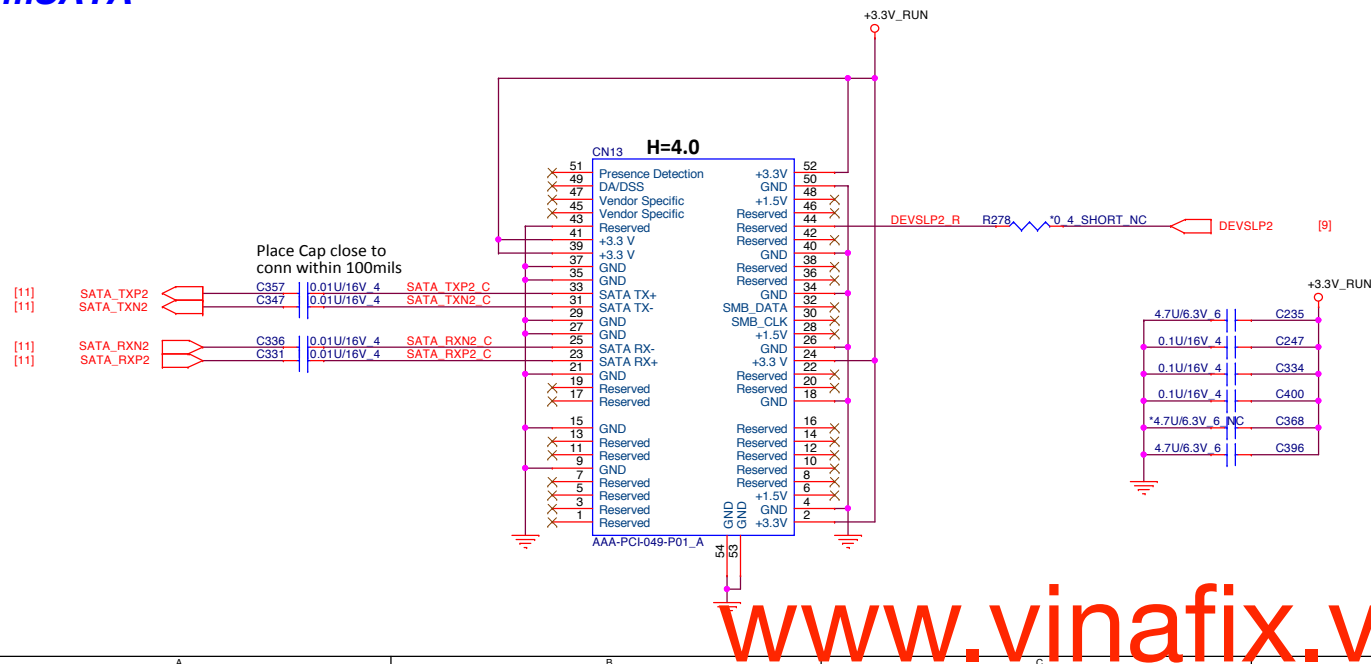 mSATA
+3.3V_RUN
CN13 H=4.0
51 Presence Detection +3.3V 52
49 DA/DSS GND 50
47 Vendor Specific +1.5V 48
45 Vendor Specific Reserved 46
43 Reserved Reserved 44 DEVSLP2_R R278 *0_4_SHORT_NC DEVSLP2 [9]
41 +3.3 V Reserved 42
39 +3.3 V GND 40
Place Cap close to
conn within 100mils
37 GND Reserved 38
35 GND Reserved 36
[11] SATA_TXP2 C357 0.01U/16V_4 SATA_TXP2_C 33 SATA TX+ GND 34
[11] SATA_TXN2 C347 0.01U/16V_4 SATA_TXN2_C 31 SATA TX- SMB_DATA 32
29 GND SMB_CLK 30
27 GND +1.5V 28
[11] SATA_RXN2 C336 0.01U/16V_4 SATA_RXN2_C 25 SATA RX- GND 26
[11] SATA_RXP2 C331 0.01U/16V_4 SATA_RXP2_C 23 SATA RX+ +3.3 V 24
21 GND Reserved 22
19 Reserved Reserved 20
17 Reserved GND 18
15 GND Reserved 16
13 Reserved Reserved 14
11 Reserved Reserved 12
9 GND Reserved 10
7 Reserved Reserved 8
5 Reserved +1.5V 6
3 Reserved GND 4
1 Reserved +3.3V 2
GND GND
AAA-PCI-049-P01_A
54 53
+3.3V_RUN
4.7U/6.3V_6 C235
0.1U/16V_4 C247
0.1U/16V_4 C334
0.1U/16V_4 C400
*4.7U/6.3V_6_NC C368
4.7U/6.3V_6 C396
www.vinafix.v
A B C